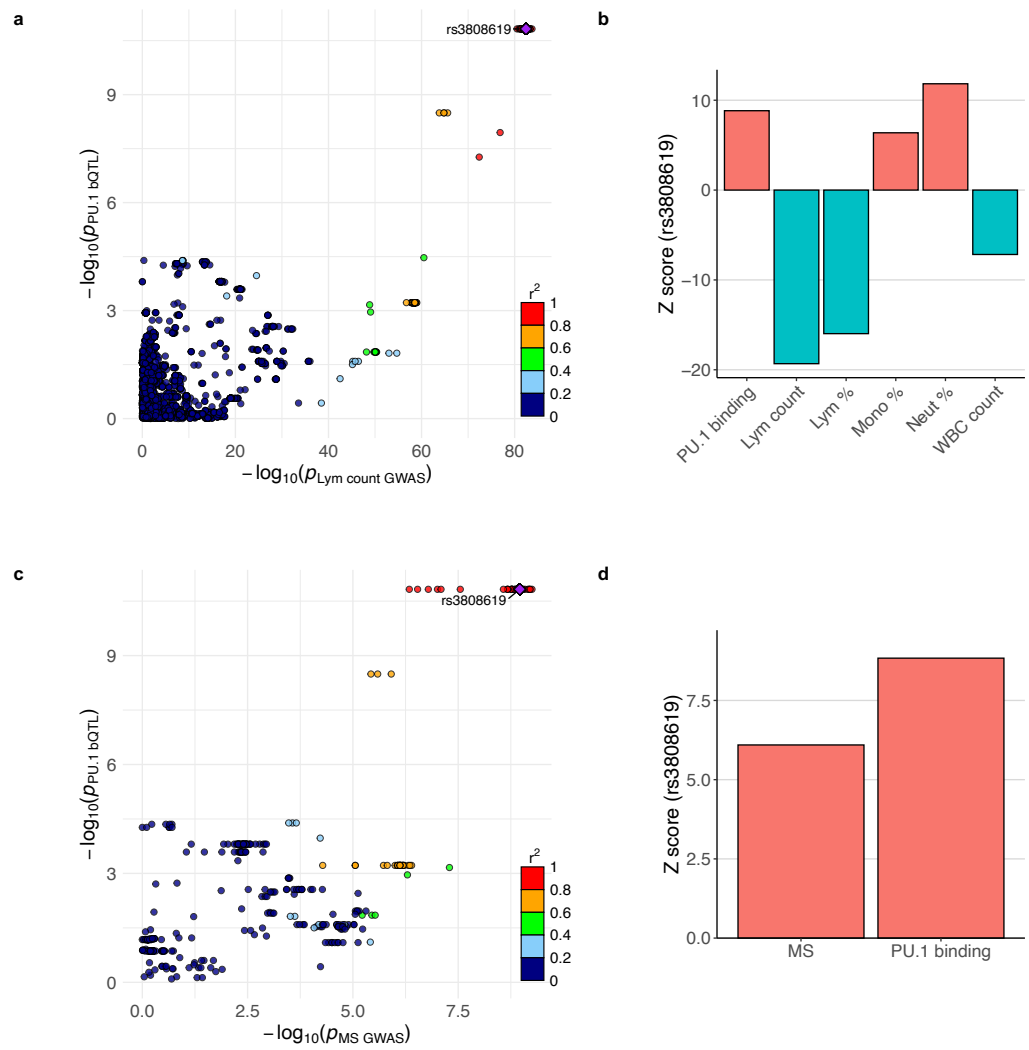 a
rs3808619
9
6
3
0
−log10(pPU.1 bQTL)
0 20 40 60 80
−log10(pLym count GWAS)
r2
1
0.8
0.6
0.4
0.2
0
b
10
0
−10
−20
Z score (rs3808619)
PU.1 binding
Lym count
Lym %
Mono %
Neut %
WBC count
c
rs3808619
9
6
3
0
−log10(pPU.1 bQTL)
0.0 2.5 5.0 7.5
−log10(pMS GWAS)
r2
1
0.8
0.6
0.4
0.2
0
d
7.5
5.0
2.5
0.0
Z score (rs3808619)
MS PU.1 binding